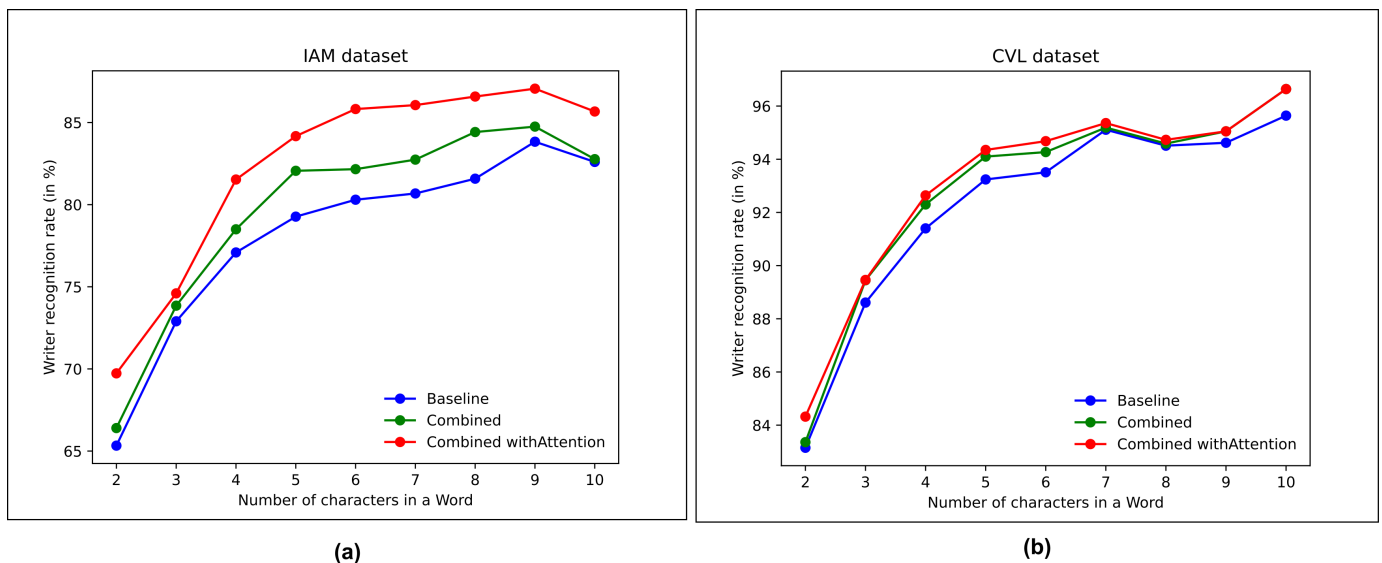 IAM dataset
Writer recognition rate (in %)
85
80
75
70
65
2 3 4 5 6 7 8 9 10
Number of characters in a Word
Baseline
Combined
Combined withAttention
(a)
CVL dataset
Writer recognition rate (in %)
96
94
92
90
88
86
84
2 3 4 5 6 7 8 9 10
Number of characters in a Word
Baseline
Combined
Combined withAttention
(b)